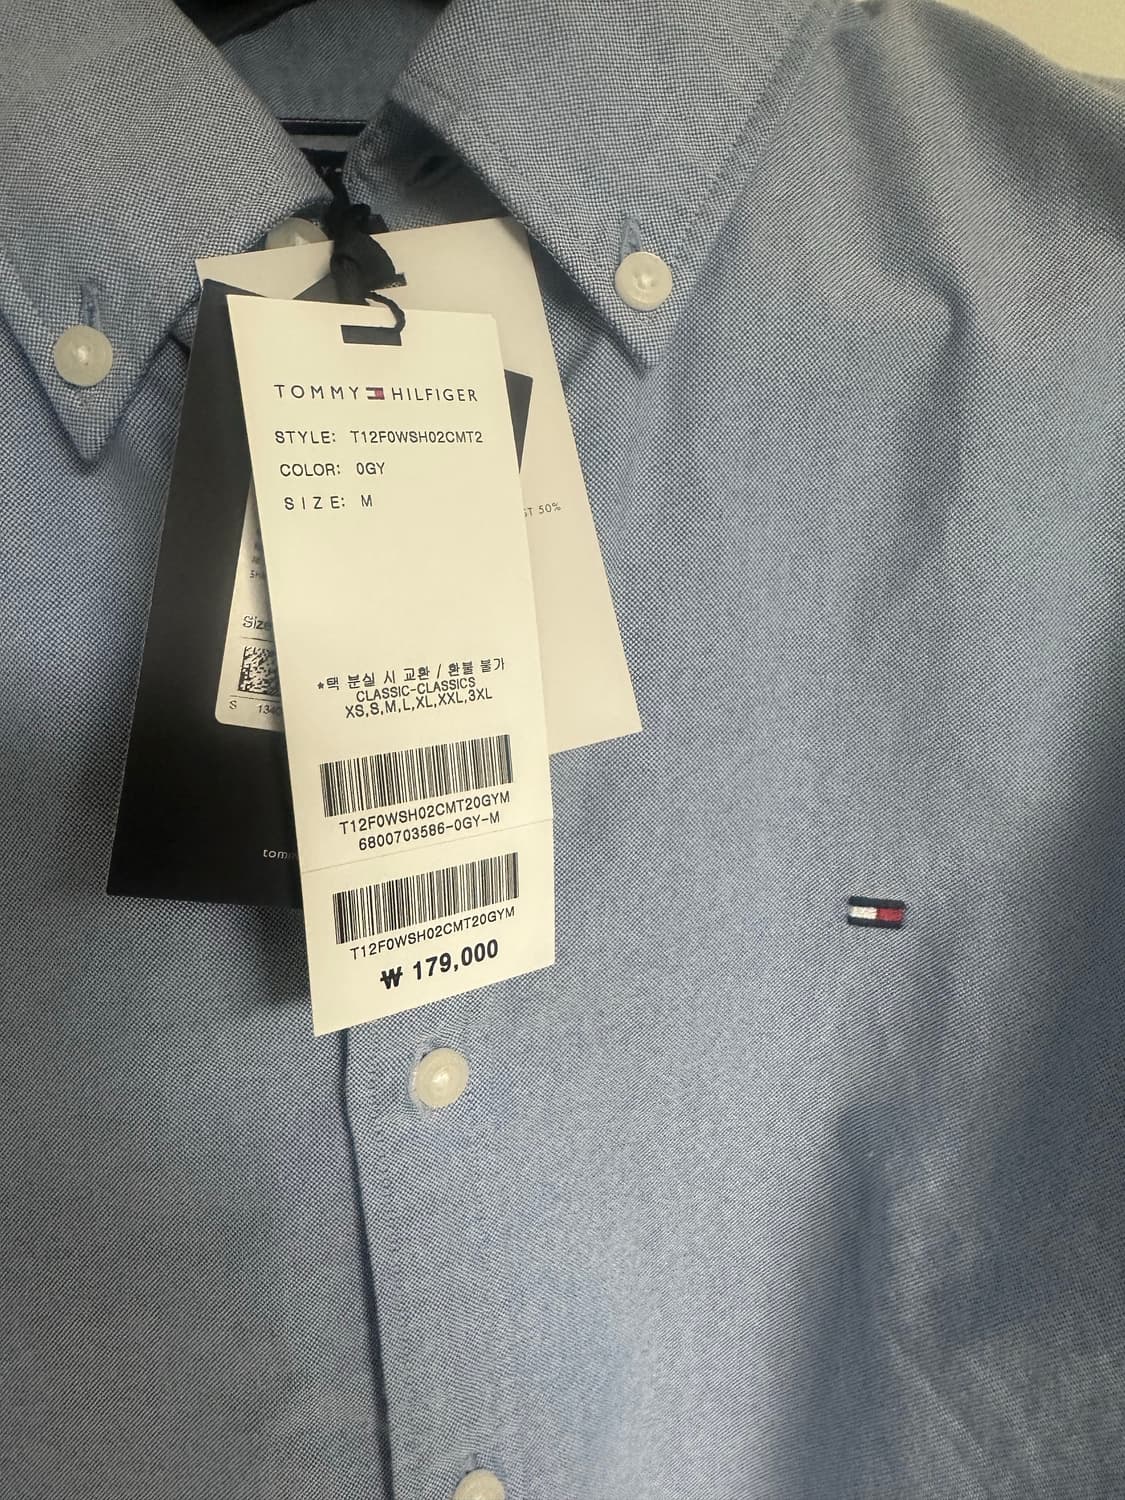 TOMMY HILFIGER
STYLE: T12F0WSH02CMT2
COLOR: 0GY
SIZE: M
*택 분실 시 교환 / 환불 불가
CLASSIC-CLASSICS
XS,S,M,L,XL,XXL,3XL
T12F0WSH02CMT20GYM
6800703586-0GY-M
T12F0WSH02CMT20GYM
₩ 179,000
50%
Size
S